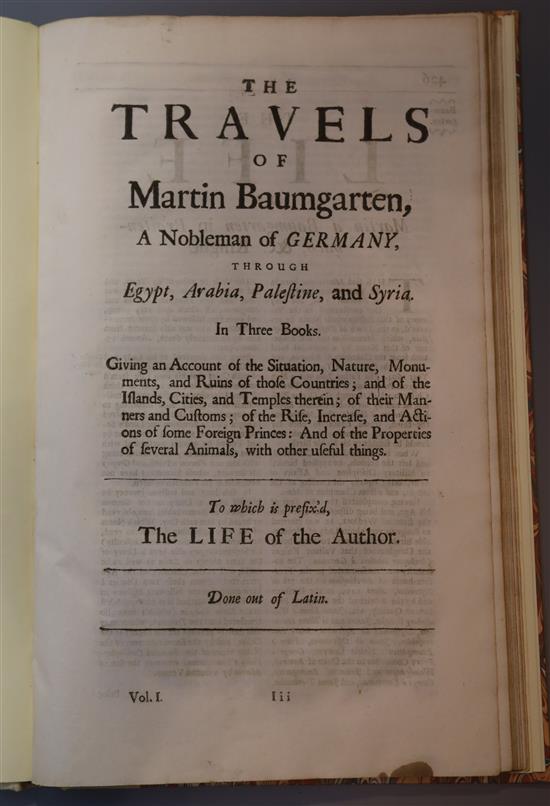 THE
TRAVELS
OF
Martin Baumgarten,
A Nobleman of GERMANY,
THROUGH
Egypt, Arabia, Paleſtine, and Syria.
In Three Books.
Giving an Account of the Situation, Nature, Monu-
ments, and Ruins of thoſe Countries; and of the
Iſlands, Cities, and Temples therein; of their Man-
ners and Cuſtoms; of the Riſe, Increaſe, and Acti-
ons of ſome Foreign Princes: And of the Properties
of ſeveral Animals, with other uſeful things.
To which is prefix'd,
The LIFE of the Author.
Done out of Latin.
Vol. I. Iii